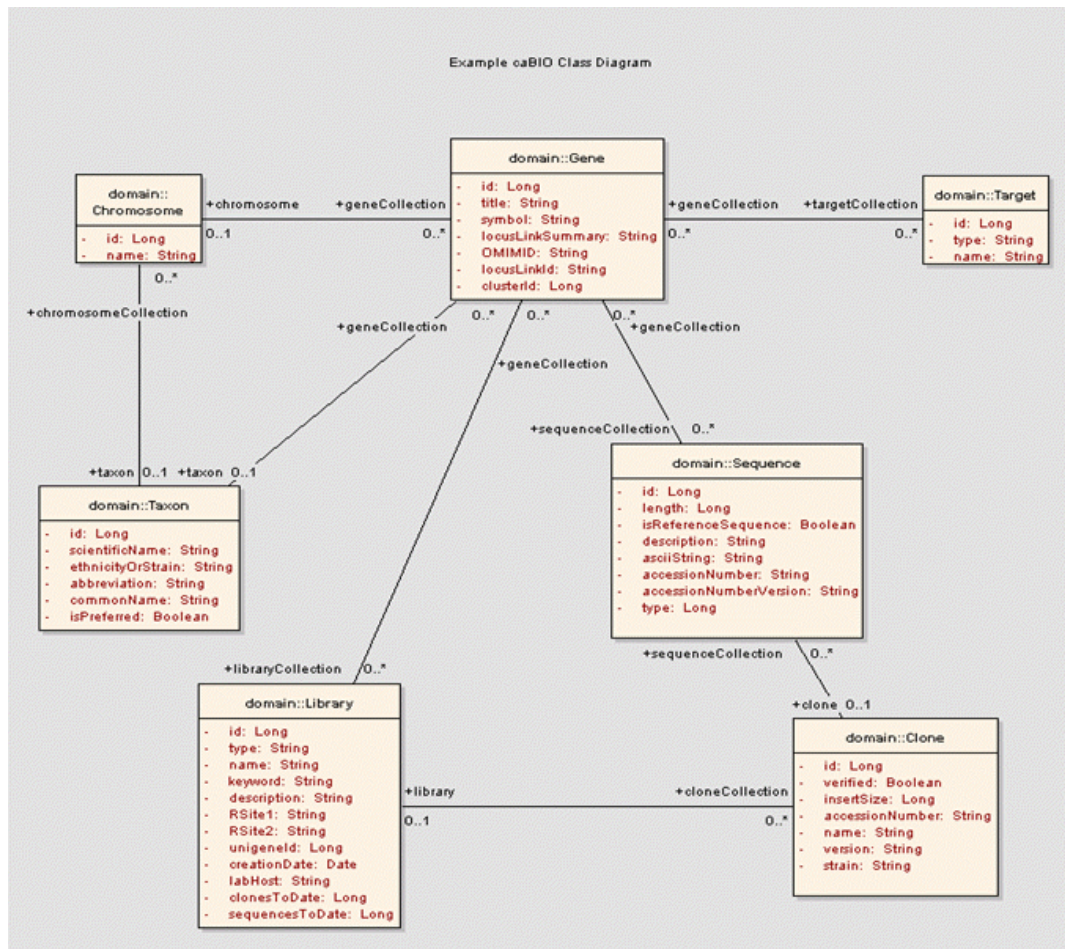 Example caBIO Class Diagram
domain::Gene
- id: Long
- title: String
- symbol: String
- locusLinkSummary: String
- OMIMID: String
- locusLinkId: String
- clusterId: Long
domain::
Chromosome
- id: Long
- name: String
domain::Target
- id: Long
- type: String
- name: String
+chromosome
+geneCollection
0..1
0..*
+geneCollection
+targetCollection
0..*
0..*
0..*
+chromosomeCollection
0..*
0..*
0..*
+geneCollection
+geneCollection
+geneCollection
+sequenceCollection
0..*
+taxon
0..1
+taxon
0..1
domain::Sequence
- id: Long
- length: Long
- isReferenceSequence: Boolean
- description: String
- asciiString: String
- accessionNumber: String
- accessionNumberVersion: String
- type: Long
domain::Taxon
- id: Long
- scientificName: String
- ethnicityOrStrain: String
- abbreviation: String
- commonName: String
- isPreferred: Boolean
+sequenceCollection
0..*
+libraryCollection
0..*
+clone
0..1
domain::Library
- id: Long
- type: String
- name: String
- keyword: String
- description: String
- RSite1: String
- RSite2: String
- unigeneId: Long
- creationDate: Date
- labHost: String
- clonesToDate: Long
- sequencesToDate: Long
domain::Clone
- id: Long
- verified: Boolean
- insertSize: Long
- accessionNumber: String
- name: String
- version: String
- strain: String
+library
+cloneCollection
0..1
0..*